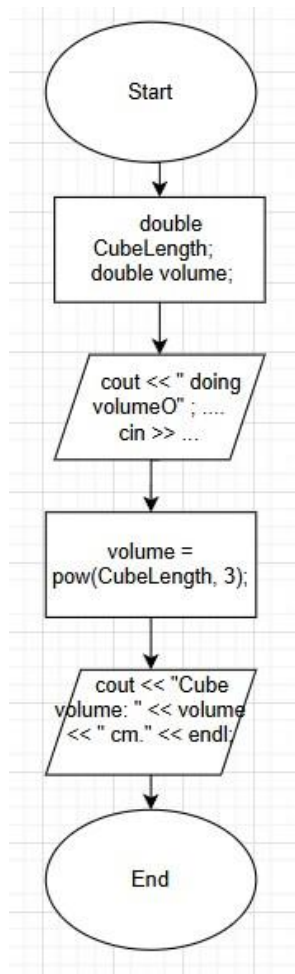 Start
double
CubeLength;
double volume;
cout << " doing
volumeO" ; ....
cin >> ...
volume =
pow(CubeLength, 3);
cout << "Cube
volume: " << volume
<< " cm." << endl;
End